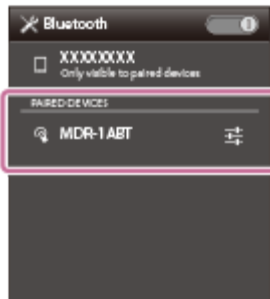 Bluetooth
XXXXXXXX
Only visible to paired devices
PAIRED DEVICES
MDR-1ABT